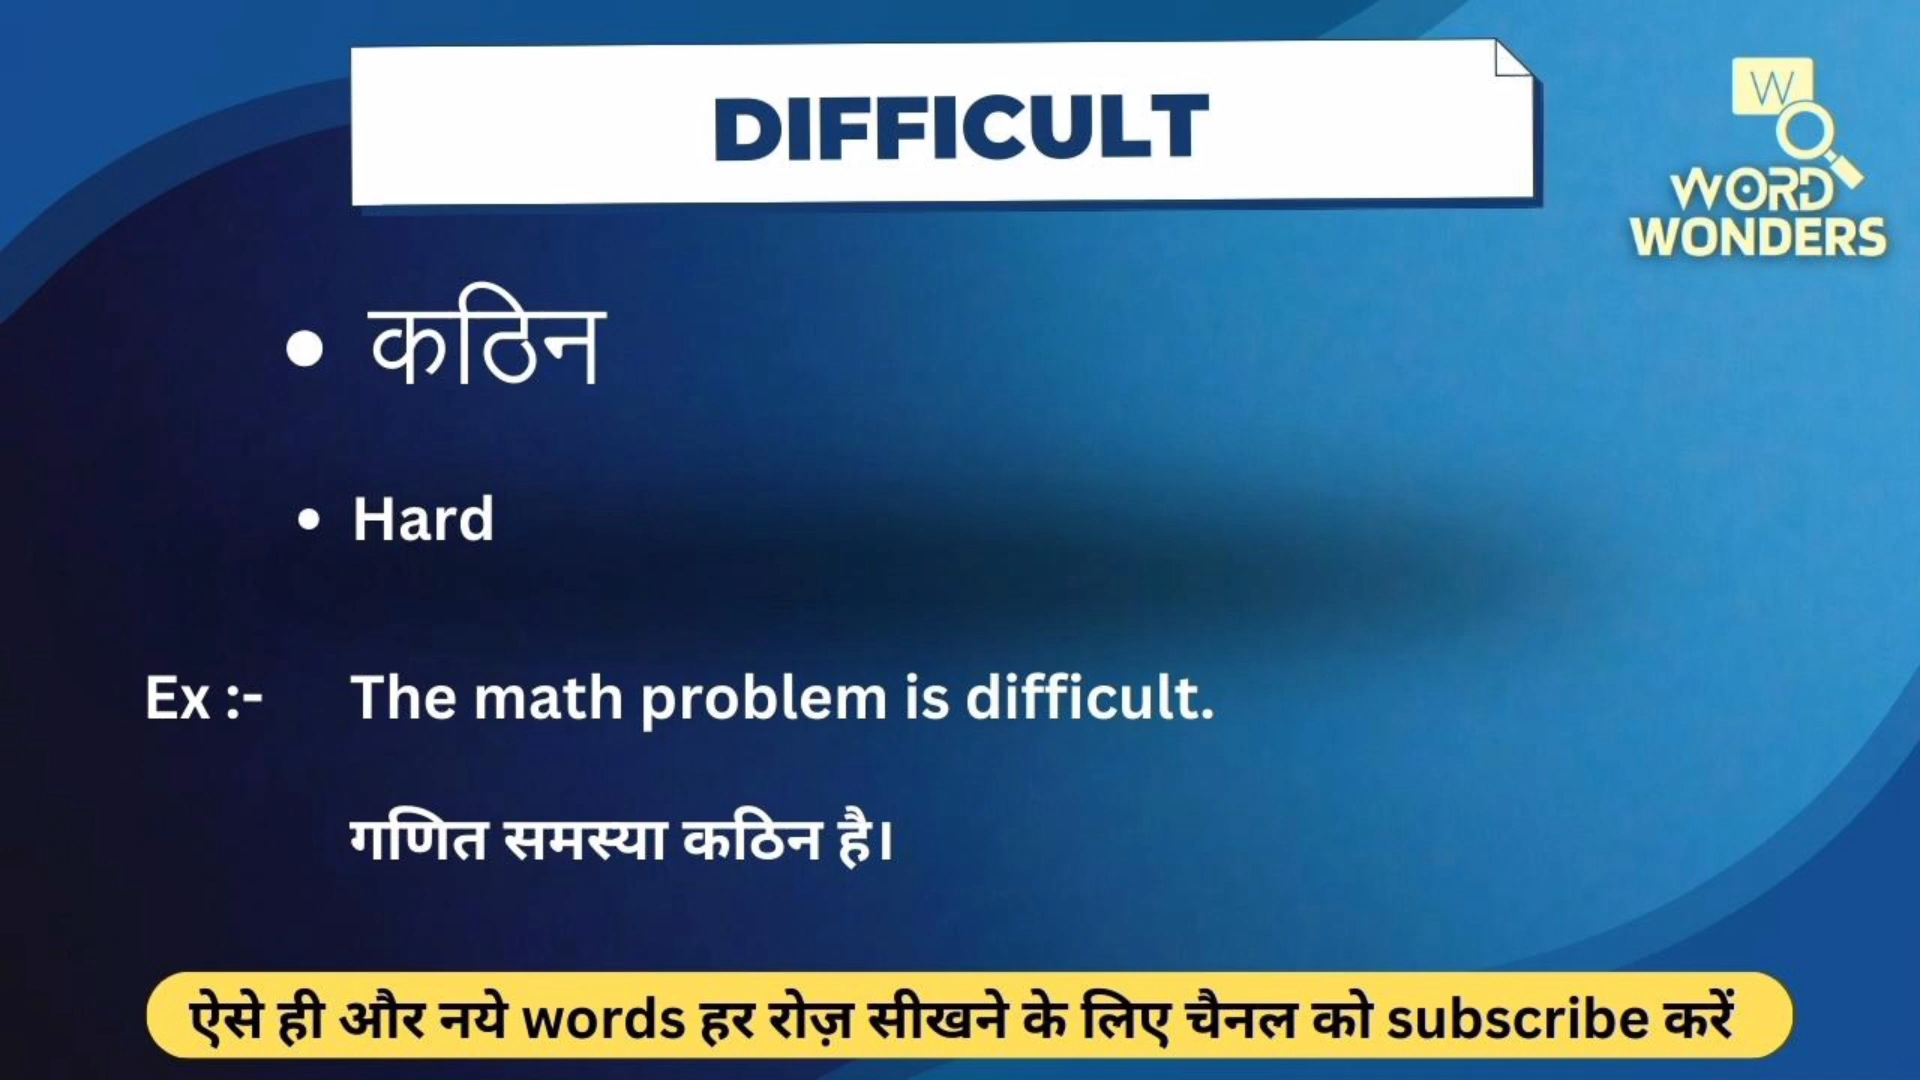 DIFFICULT
W
WORD
WONDERS
• कठिन
• Hard
Ex :- The math problem is difficult.
गणित समस्या कठिन है।
ऐसे ही और नये words हर रोज़ सीखने के लिए चैनल को subscribe करें